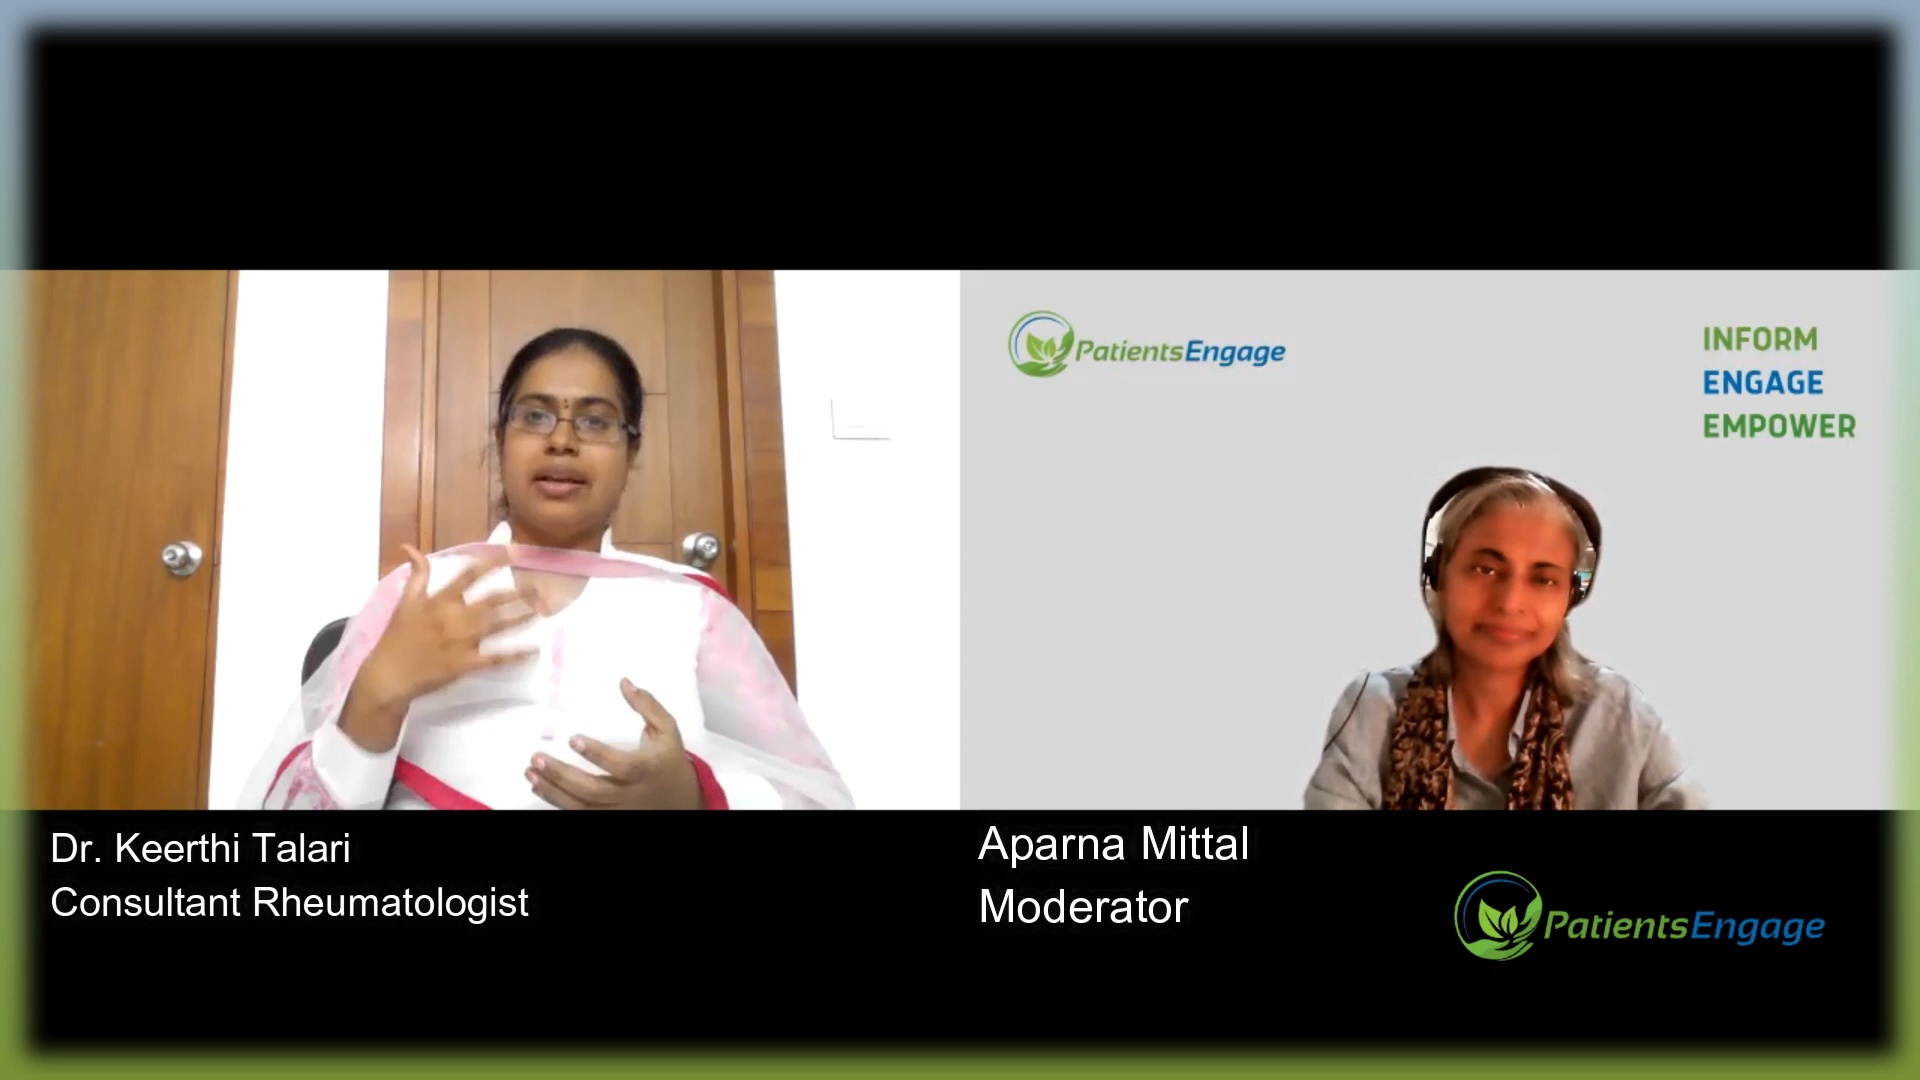 PatientsEngage
INFORM
ENGAGE
EMPOWER
Dr. Keerthi Talari
Consultant Rheumatologist
Aparna Mittal
Moderator
PatientsEngage